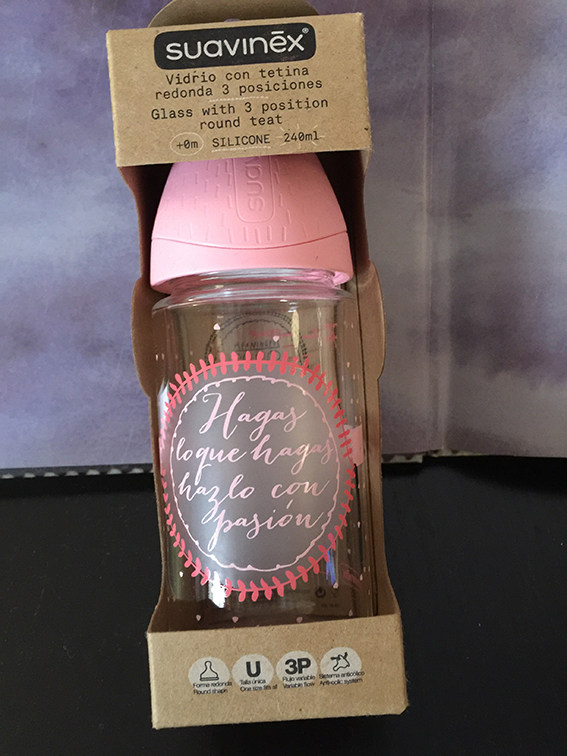 suavinēx®
Vidrio con tetina
redonda 3 posiciones
Glass with 3 position
round teat
+0m SILICONE 240ml
suav
Hagas
lo que hagas
hazlo con
pasión
U 3P
Forma redonda
Round shape
Talla única
One size fits all
Flujo variable
Variable flow
Sistema anticólico
Anti-colic system